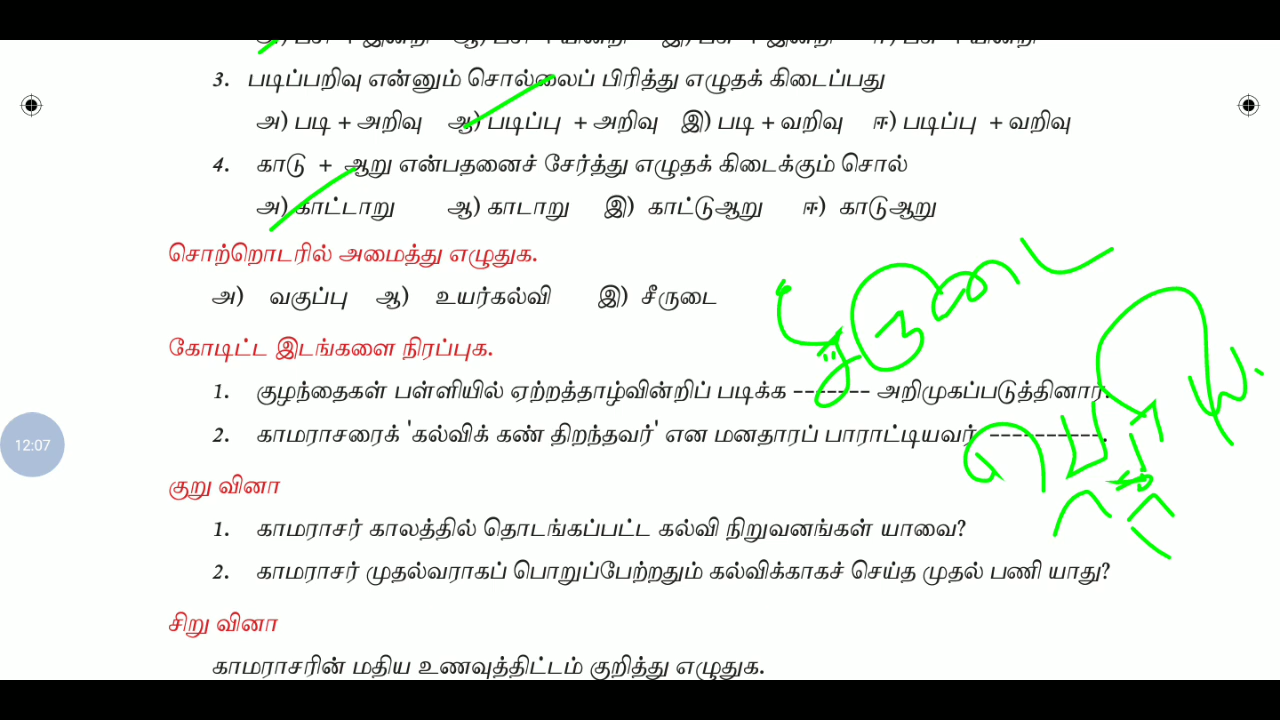 3. படிப்பறிவு என்னும் சொல்லைப் பிரித்து எழுதக் கிடைப்பது
அ) படி + அறிவு ஆ) படிப்பு + அறிவு இ) படி + வறிவு ஈ) படிப்பு + வறிவு
4. காடு + ஆறு என்பதனைச் சேர்த்து எழுதக் கிடைக்கும் சொல்
அ) காட்டாறு ஆ) காடாறு இ) காட்டுஆறு ஈ) காடுஆறு
சொற்றொடரில் அமைத்து எழுதுக.
அ) வகுப்பு ஆ) உயர்கல்வி இ) சீருடை
கோடிட்ட இடங்களை நிரப்புக.
1. குழந்தைகள் பள்ளியில் ஏற்றத்தாழ்வின்றிப் படிக்க ------- அறிமுகப்படுத்தினார்.
2. காமராசரைக் 'கல்விக் கண் திறந்தவர்' என மனதாரப் பாராட்டியவர் -----------.
குறு வினா
1. காமராசர் காலத்தில் தொடங்கப்பட்ட கல்வி நிறுவனங்கள் யாவை?
2. காமராசர் முதல்வராகப் பொறுப்பேற்றதும் கல்விக்காகச் செய்த முதல் பணி யாது?
சிறு வினா
காமராசரின் மதிய உணவுத்திட்டம் குறித்து எழுதுக.
12:07